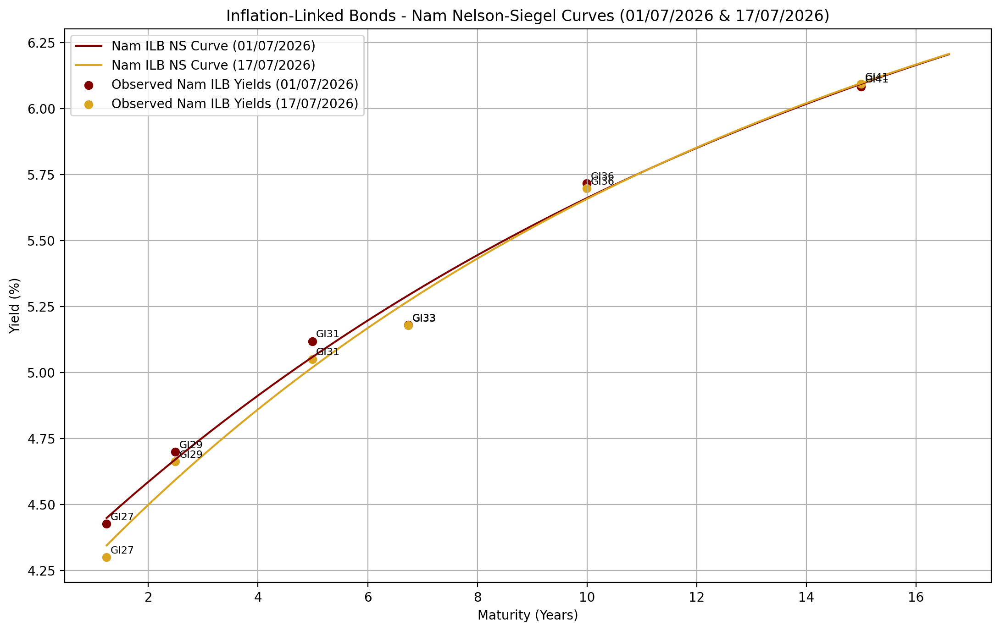 Inflation-Linked Bonds - Nam Nelson-Siegel Curves (01/07/2026 & 17/07/2026)
Nam ILB NS Curve (01/07/2026)
Nam ILB NS Curve (17/07/2026)
Observed Nam ILB Yields (01/07/2026)
Observed Nam ILB Yields (17/07/2026)
6.25
6.00
5.75
5.50
5.25
5.00
4.75
4.50
4.25
Yield (%)
GI41
GI41
GI36
GI36
GI33
GI33
GI31
GI31
GI29
GI29
GI27
GI27
2 4 6 8 10 12 14 16
Maturity (Years)